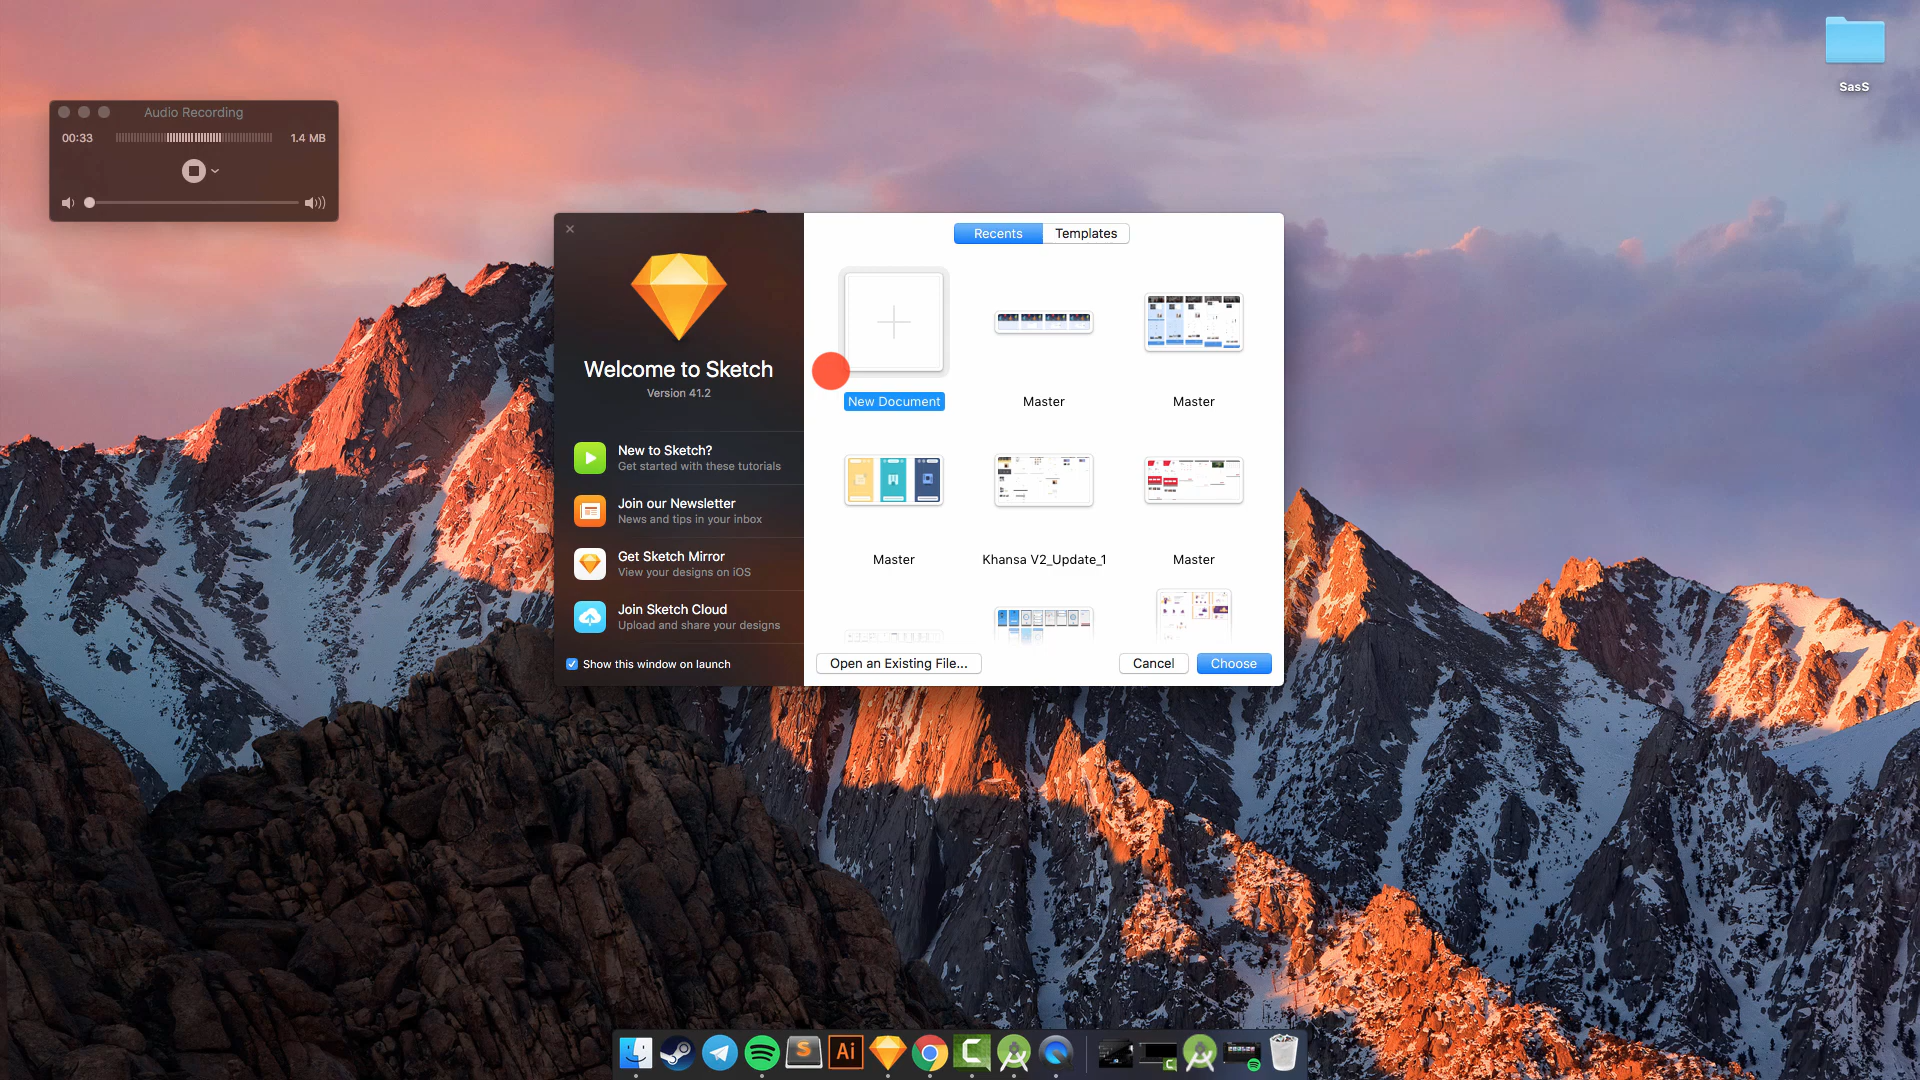 SasS
Audio Recording
00:33
1.4 MB
Recents
Templates
Welcome to Sketch
Version 41.2
New Document
Master
Master
New to Sketch?
Get started with these tutorials
Join our Newsletter
News and tips in your inbox
Get Sketch Mirror
View your designs on iOS
Join Sketch Cloud
Upload and share your designs
Show this window on launch
Master
Khansa V2_Update_1
Master
Open an Existing File...
Cancel
Choose
S
Ai
C